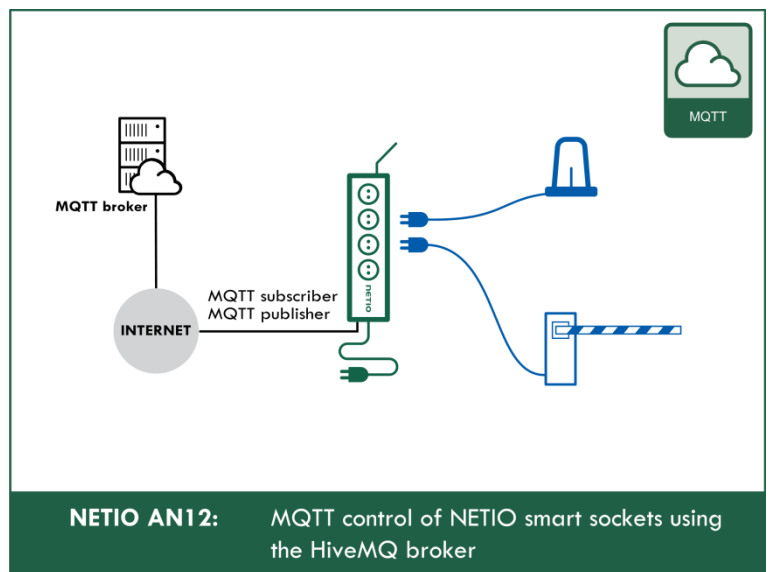 MQTT
MQTT broker
MQTT subscriber
MQTT publisher
INTERNET
NETIO
NETIO AN12: MQTT control of NETIO smart sockets using
the HiveMQ broker